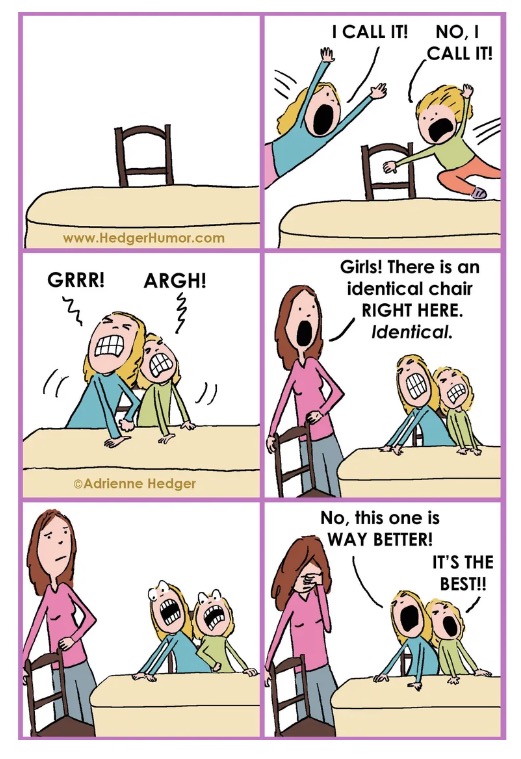 www.HedgerHumor.com
I CALL IT!
NO, I
CALL IT!
GRRR!
ARGH!
©Adrienne Hedger
Girls! There is an
identical chair
RIGHT HERE.
Identical.
No, this one is
WAY BETTER!
IT'S THE
BEST!!